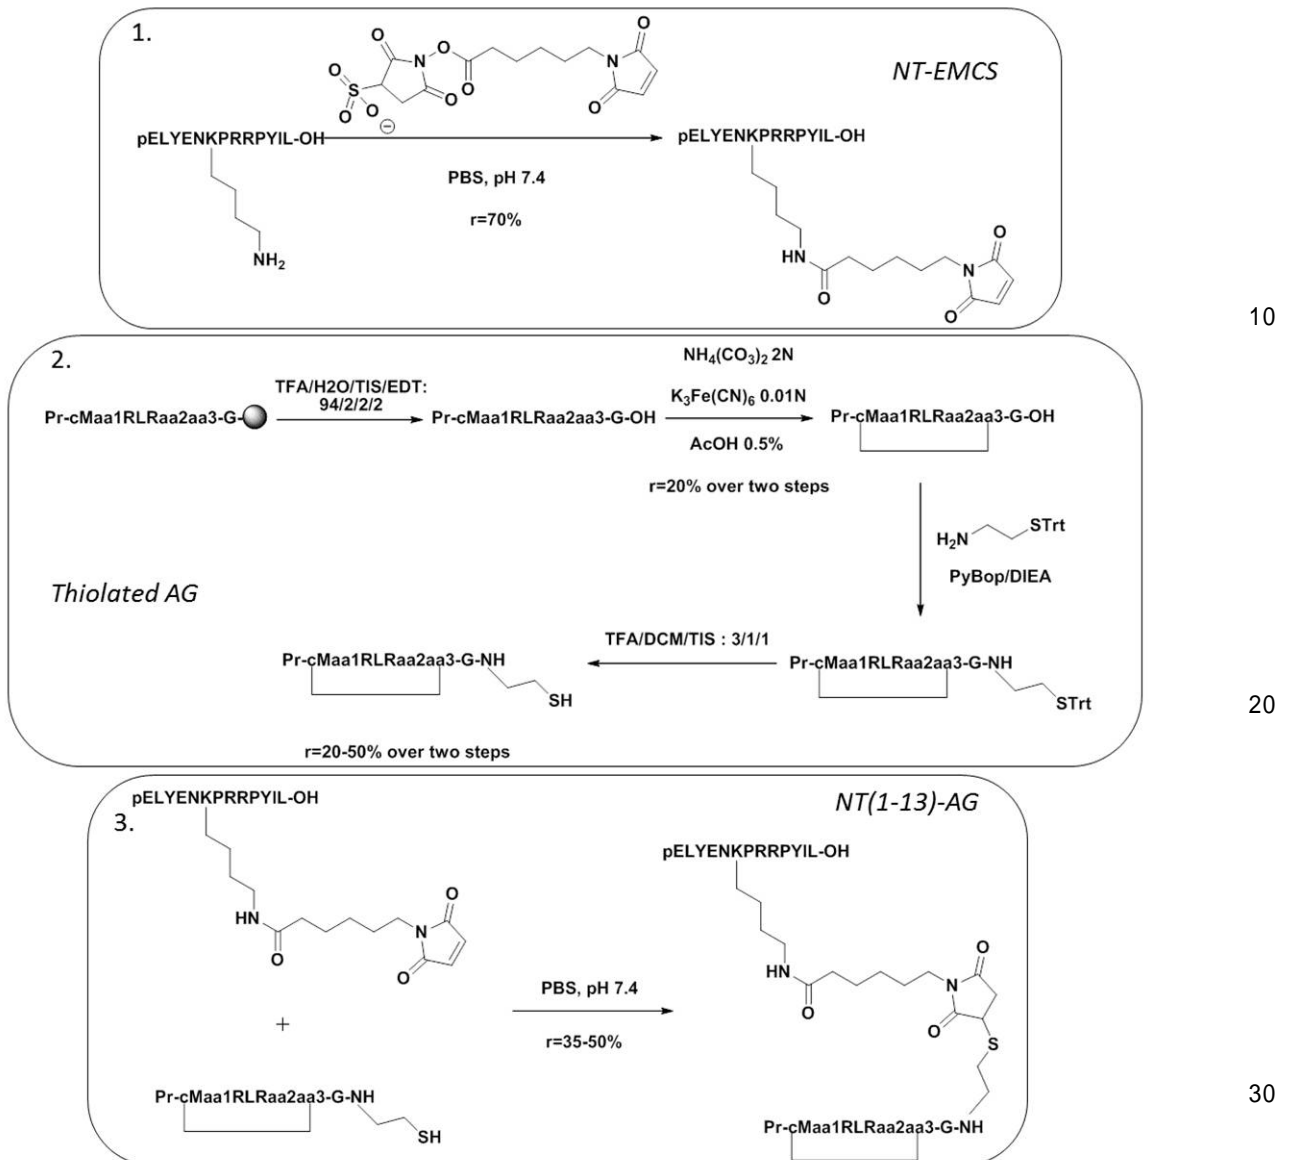 1.
NT-EMCS
O
O
N
O
O
O
S
O
O
O
⊖
O
N
O
pELYENKPRRPYIL-OH
PBS, pH 7.4
r=70%
NH2
pELYENKPRRPYIL-OH
HN
O
N
O
O
10
2.
Pr-cMaa1RLRaa2aa3-G-
TFA/H2O/TIS/EDT:
94/2/2/2
Pr-cMaa1RLRaa2aa3-G-OH
NH4(CO3)2 2N
K3Fe(CN)6 0.01N
AcOH 0.5%
r=20% over two steps
Pr-cMaa1RLRaa2aa3-G-OH
H2N
STrt
PyBop/DIEA
Thiolated AG
Pr-cMaa1RLRaa2aa3-G-NH
SH
TFA/DCM/TIS : 3/1/1
Pr-cMaa1RLRaa2aa3-G-NH
STrt
20
r=20-50% over two steps
3.
NT(1-13)-AG
pELYENKPRRPYIL-OH
HN
O
N
O
O
+
Pr-cMaa1RLRaa2aa3-G-NH
SH
PBS, pH 7.4
r=35-50%
pELYENKPRRPYIL-OH
HN
O
N
O
O
S
Pr-cMaa1RLRaa2aa3-G-NH
30